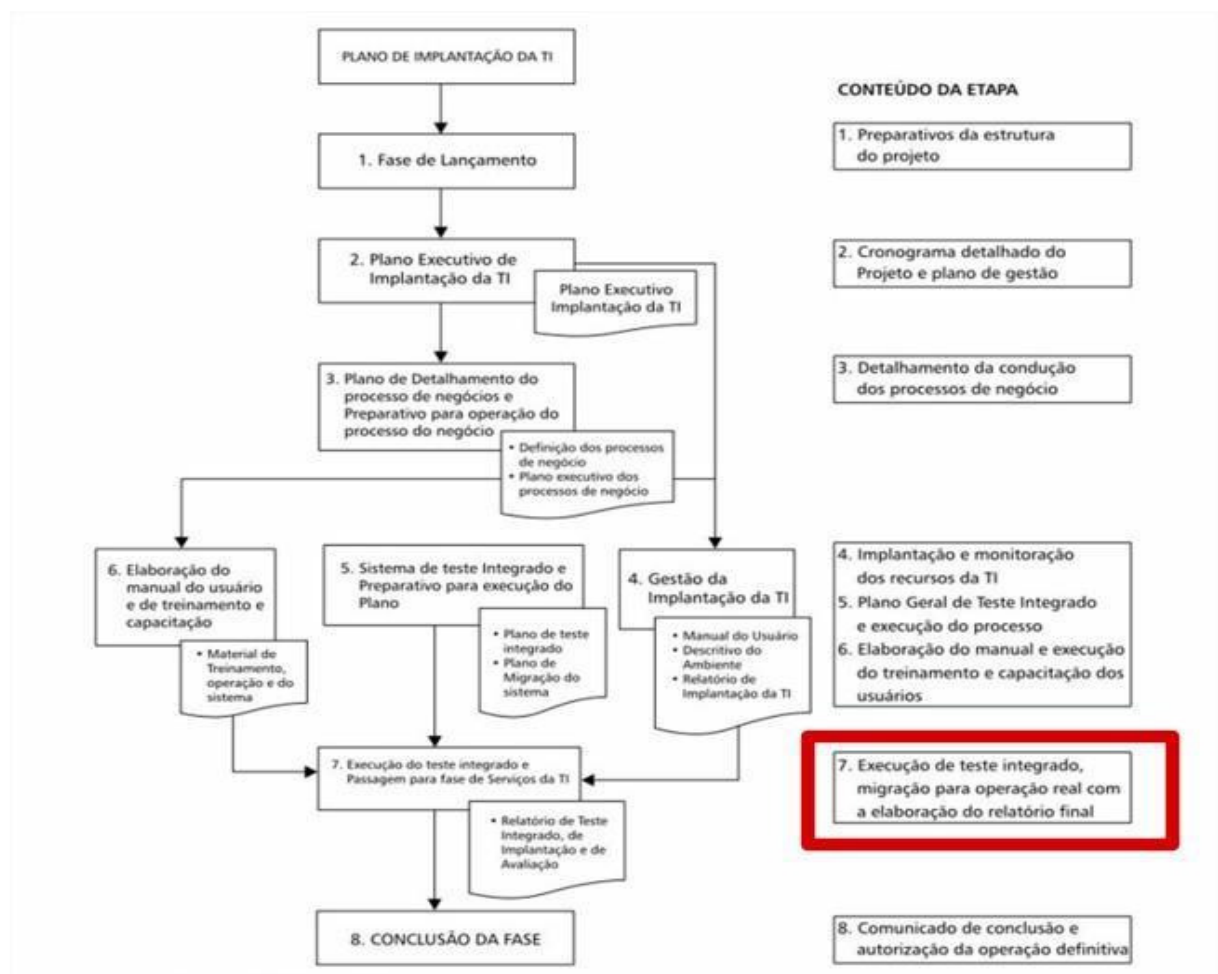 PLANO DE IMPLANTAÇÃO DA TI
CONTEÚDO DA ETAPA
1. Fase de Lançamento
1. Preparativos da estrutura
do projeto
2. Plano Executivo de
Implantação da TI
Plano Executivo
Implantação da TI
2. Cronograma detalhado do
Projeto e plano de gestão
3. Plano de Detalhamento do
processo de negócios e
Preparativo para operação do
processo do negócio
• Definição dos processos
de negócio
• Plano executivo dos
processos de negócio
3. Detalhamento da condução
dos processos de negócio
6. Elaboração do
manual do usuário
e de treinamento e
capacitação
• Material de
Treinamento,
operação e do
sistema
5. Sistema de teste Integrado e
Preparativo para execução do
Plano
• Plano de teste
integrado
• Plano de
Migração do
sistema
4. Gestão da
Implantação da TI
• Manual do Usuário
• Descritivo do
Ambiente
• Relatório de
Implantação da TI
4. Implantação e monitoração
dos recursos da TI
5. Plano Geral de Teste Integrado
e execução do processo
6. Elaboração do manual e execução
do treinamento e capacitação dos
usuários
7. Execução do teste integrado e
Passagem para fase de Serviços da TI
• Relatório de Teste
Integrado, de
Implantação e de
Avaliação
7. Execução de teste integrado,
migração para operação real com
a elaboração do relatório final
8. CONCLUSÃO DA FASE
8. Comunicado de conclusão e
autorização da operação definitiva